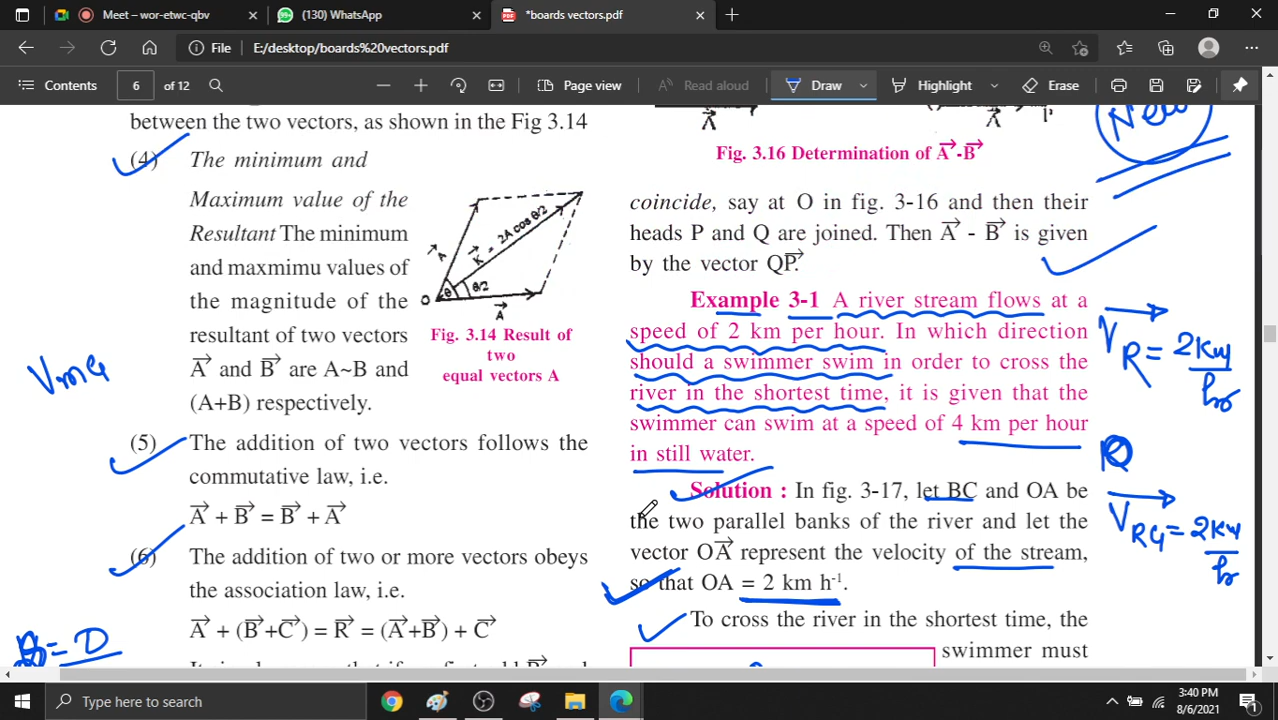 Meet – wor-etwc-qbv
(130) WhatsApp
*boards vectors.pdf
File
E:/desktop/boards%20vectors.pdf
Contents
6
of 12
Page view
Read aloud
Draw
Highlight
Erase
between the two vectors, as shown in the Fig 3.14
(4) The minimum and
Maximum value of the
Resultant The minimum
and maxmimu values of
the magnitude of the
resultant of two vectors
A⃗ and B⃗ are A~B and
(A+B) respectively.
O
θ
θ/2
A⃗
A⃗
K⃗ = 2A cos θ/2
Fig. 3.14 Result of
two
equal vectors A
(5) The addition of two vectors follows the
commutative law, i.e.
A⃗ + B⃗ = B⃗ + A⃗
(6) The addition of two or more vectors obeys
the association law, i.e.
A⃗ + (B⃗+C⃗) = R⃗ = (A⃗+B⃗) + C⃗
= D
VMG
A⃗
A⃗
Fig. 3.16 Determination of A⃗ -B⃗
New
coincide, say at O in fig. 3-16 and then their
heads P and Q are joined. Then A⃗ - B⃗ is given
by the vector QP⃗.
Example 3-1 A river stream flows at a
speed of 2 km per hour. In which direction
should a swimmer swim in order to cross the
river in the shortest time, it is given that the
swimmer can swim at a speed of 4 km per hour
in still water.
V⃗R = 2km/hr
Solution : In fig. 3-17, let BC and OA be
the two parallel banks of the river and let the
vector OA⃗ represent the velocity of the stream,
so that OA = 2 km h⁻¹.
V⃗RG = 2km/h
To cross the river in the shortest time, the
swimmer must
Type here to search
3:40 PM
8/6/2021
1